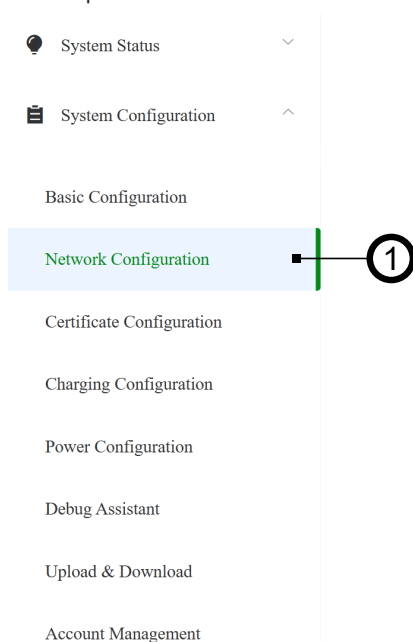 System Status
System Configuration
Basic Configuration
Network Configuration
1
Certificate Configuration
Charging Configuration
Power Configuration
Debug Assistant
Upload & Download
Account Management